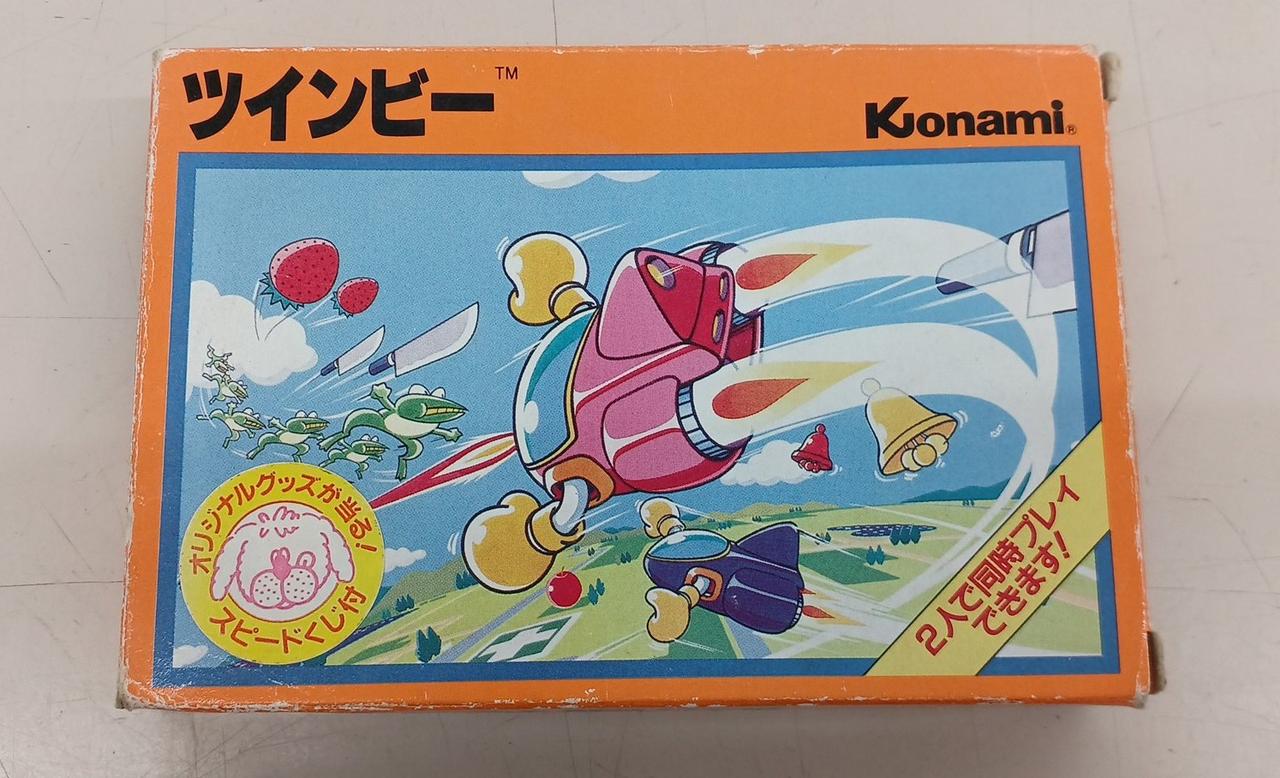 ツインビー™
Konami®
オリジナルグッズが当る!
スピードくじ付
2人で同時プレイ
できます!